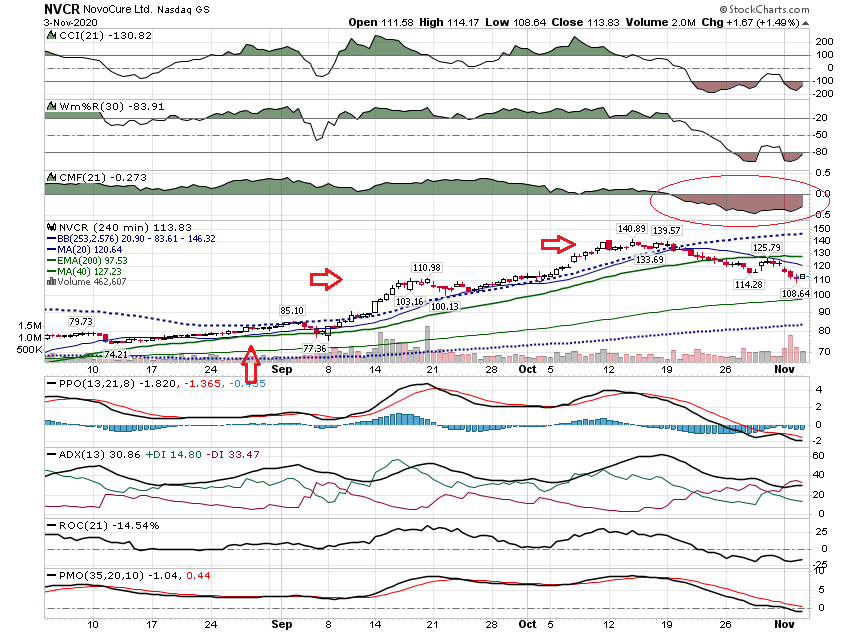 NVCR NovoCure Ltd. Nasdaq GS © StockCharts.com
3-Nov-2020 Open 111.58 High 114.17 Low 108.64 Close 113.83 Volume 2.0M Chg +1.67 (+1.49%)
CCI(21) -130.82
200
100
0
-100
-200
Wm%R(30) -83.91
-20
-50
-80
CMF(21) -0.273
0.5
0.0
0.5
NVCR (240 min) 113.83
BB(253,2.576) 20.90 - 83.61 - 146.32
MA(20) 120.64
EMA(200) 97.53
MA(40) 127.23
Volume 462,607
150
140
130
120
110
100
90
80
70
1.5M
1.0M
500K
79.73
74.21
85.10
77.36
103.16
110.98
100.13
140.89
139.57
133.69
114.28
125.79
108.64
10 17 24 Sep 8 14 21 28 Oct 5 12 19 26 Nov
PPO(13,21,8) -1.820, -1.365, -0.455
4
2
0
-2
ADX(13) 30.86 +DI 14.80 -DI 33.47
60
40
20
0
ROC(21) -14.54%
25
0
-25
PMO(35,20,10) -1.04, 0.44
10
5
0
10 17 24 Sep 8 14 21 28 Oct 5 12 19 26 Nov